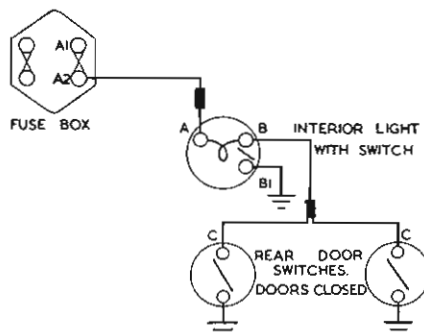 A1
A2
FUSE BOX
A
B
INTERIOR LIGHT
WITH SWITCH
B1
C
C
REAR DOOR
SWITCHES.
DOORS CLOSED